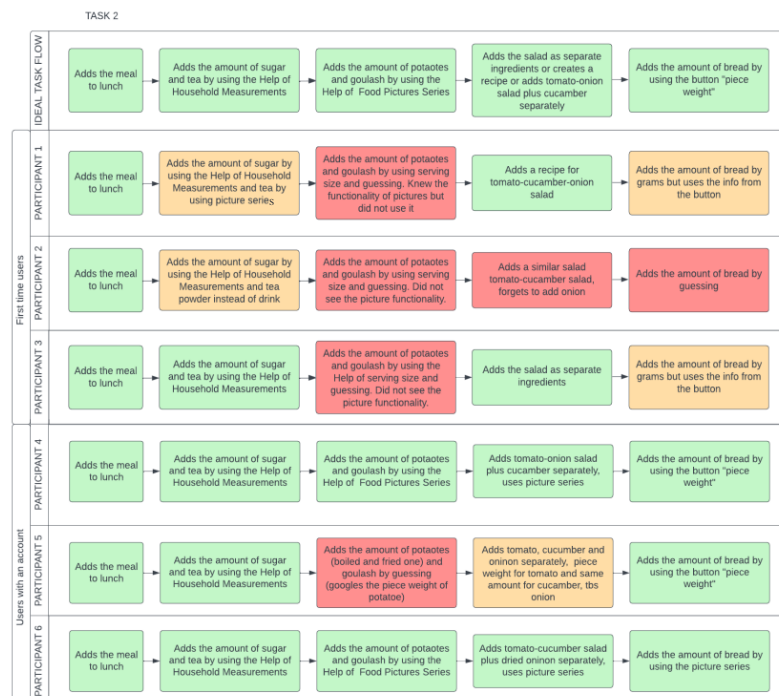 TASK 2
IDEAL TASK FLOW
Adds the meal
to lunch
Adds the amount of sugar
and tea by using the Help of
Household Measurements
Adds the amount of potaotes
and goulash by using the
Help of Food Pictures Series
Adds the salad as separate
ingredients or creates a
recipe or adds tomato-onion
salad plus cucumber
separately
Adds the amount of bread by
using the button "piece
weight"
First time users
PARTICIPANT 1
Adds the meal
to lunch
Adds the amount of sugar by
using the Help of Household
Measurements and tea by
using picture series
Adds the amount of potaotes
and goulash by using serving
size and guessing. Knew the
functionality of pictures but
did not use it
Adds a recipe for
tomato-cucumber-onion
salad
Adds the amount of bread by
grams but uses the info from
the button
PARTICIPANT 2
Adds the meal
to lunch
Adds the amount of sugar by
using the Help of Household
Measurements and tea
powder instead of drink
Adds the amount of potaotes
and goulash by using serving
size and guessing. Did not
see the picture functionality.
Adds a similar salad
tomato-cucumber salad,
forgets to add onion
Adds the amount of bread by
guessing
PARTICIPANT 3
Adds the meal
to lunch
Adds the amount of sugar
and tea by using the Help of
Household Measurements
Adds the amount of potaotes
and goulash by using the
Help of serving size and
guessing. Did not see the
picture functionality.
Adds the salad as separate
ingredients
Adds the amount of bread by
grams but uses the info from
the button
Users with an account
PARTICIPANT 4
Adds the meal
to lunch
Adds the amount of sugar
and tea by using the Help of
Household Measurements
Adds the amount of potaotes
and goulash by using the
Help of Food Pictures Series
Adds tomato-onion salad
plus cucumber separately,
uses picture series
Adds the amount of bread by
using the button "piece
weight"
PARTICIPANT 5
Adds the meal
to lunch
Adds the amount of sugar
and tea by using the Help of
Household Measurements
Adds the amount of potaotes
(boiled and fried one) and
goulash by guessing
(googles the piece weight of
potatoe)
Adds tomato, cucumber and
oninon separately, piece
weight for tomato and same
amount for cucamber, tbs
onion
Adds the amount of bread by
using the button "piece
weight"
PARTICIPANT 6
Adds the meal
to lunch
Adds the amount of sugar
and tea by using the Help of
Household Measurements
Adds the amount of potaotes
and goulash by using the
Help of Food Pictures Series
Adds tomato-cucumber salad
plus dried oninon separately,
uses picture series
Adds the amount of bread by
using the picture series